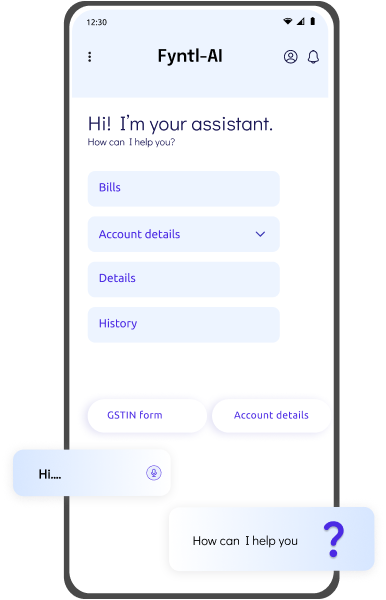 12:30
Fyntl-AI
Hi! I'm your assistant.
How can I help you?
Bills
Account details
Details
History
GSTIN form
Account details
Hi....
How can I help you ?